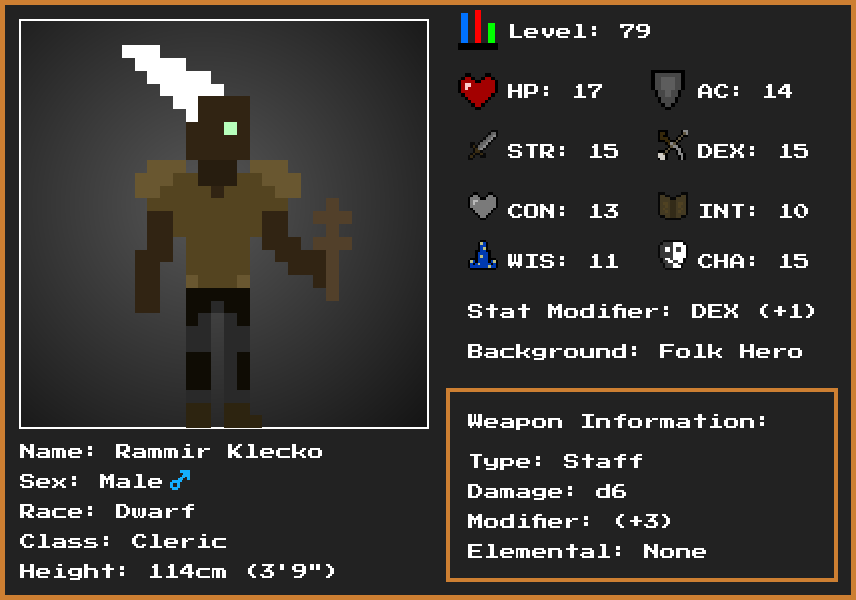 Level: 79
HP: 17 AC: 14
STR: 15 DEX: 15
CON: 13 INT: 10
WIS: 11 CHA: 15
Stat Modifier: DEX (+1)
Background: Folk Hero
Weapon Information:
Type: Staff
Damage: d6
Modifier: (+3)
Elemental: None
Name: Rammir Klecko
Sex: Male♂
Race: Dwarf
Class: Cleric
Height: 114cm (3'9")